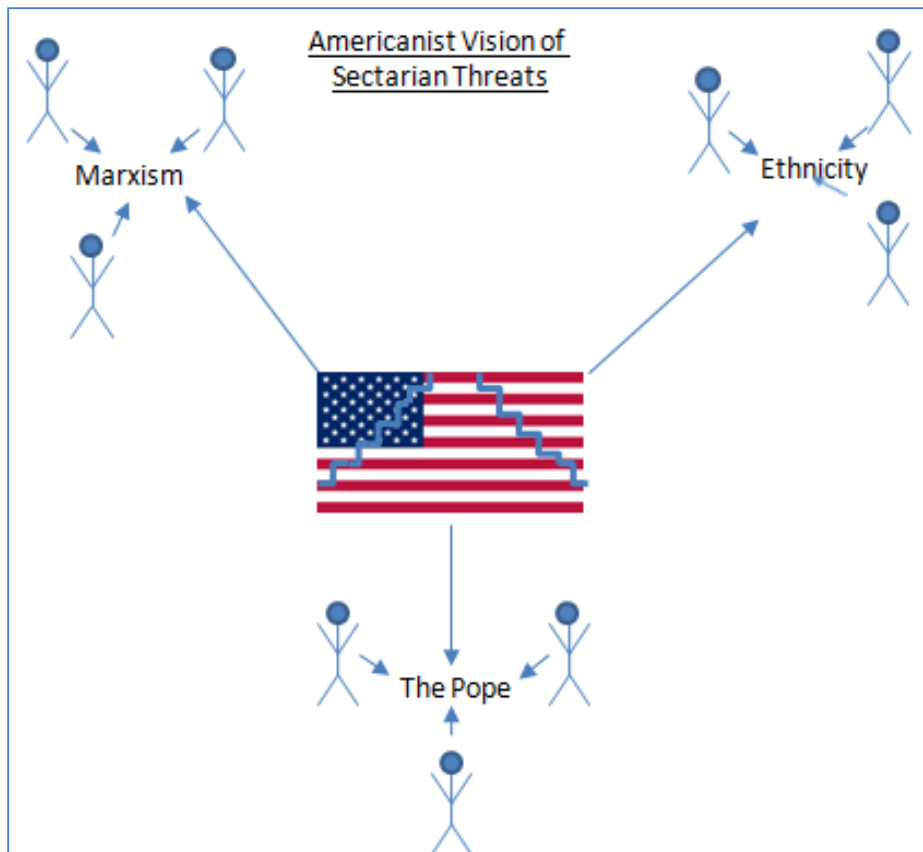 Americanist Vision of
Sectarian Threats
Marxism
Ethnicity
The Pope